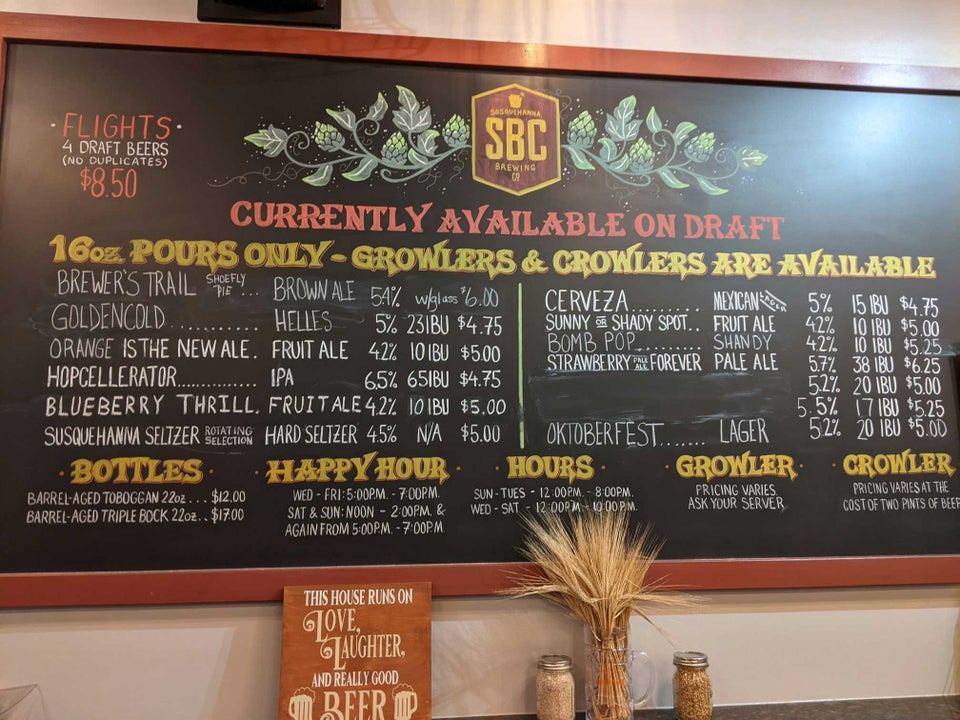 ·FLIGHTS·
4 DRAFT BEERS
(NO DUPLICATES)
$8.50
SUSQUEHANNA
SBC
BREWING
CO
CURRENTLY AVAILABLE ON DRAFT
16oz POURS ONLY - GROWLERS & CROWLERS ARE AVAILABLE
BREWER'S TRAIL SHOEFLY PIE... BROWN ALE 5.4% w/glass $6.00
GOLDENCOLD........... HELLES 5% 23 IBU $4.75
ORANGE IS THE NEW ALE. FRUIT ALE 4.2% 10 IBU $5.00
HOPCELLERATOR.............. IPA 6.5% 65 IBU $4.75
BLUEBERRY THRILL. FRUIT ALE 4.2% 10 IBU $5.00
SUSQUEHANNA SELTZER ROTATING SELECTION HARD SELTZER 4.5% N/A $5.00
CERVEZA......... MEXICAN LAGER 5% 15 IBU $4.75
SUNNY OR SHADY SPOT.. FRUIT ALE 4.2% 10 IBU $5.00
BOMB POP......... SHANDY 4.2% 10 IBU $5.25
STRAWBERRY PALE ALE FOREVER PALE ALE 5.7% 38 IBU $6.25
5.2% 20 IBU $5.00
5.5% 17 IBU $5.25
OKTOBERFEST....... LAGER 5.2% 20 IBU $5.00
· BOTTLES ·
BARREL-AGED TOBOGGAN 22oz ... $12.00
BARREL-AGED TRIPLE BOCK 22oz.. $17.00
· HAPPY HOUR ·
WED - FRI: 5:00P.M. - 7:00P.M.
SAT & SUN: NOON - 2:00P.M. &
AGAIN FROM 5:00P.M. - 7:00P.M
· HOURS ·
SUN-TUES - 12:00P.M. - 8:00P.M.
WED-SAT - 12:00P.M - 10:00P.M.
· GROWLER ·
PRICING VARIES
ASK YOUR SERVER
· CROWLER
PRICING VARIES AT THE
COST OF TWO PINTS OF BEER
THIS HOUSE RUNS ON
LOVE,
LAUGHTER,
AND REALLY GOOD
BEER